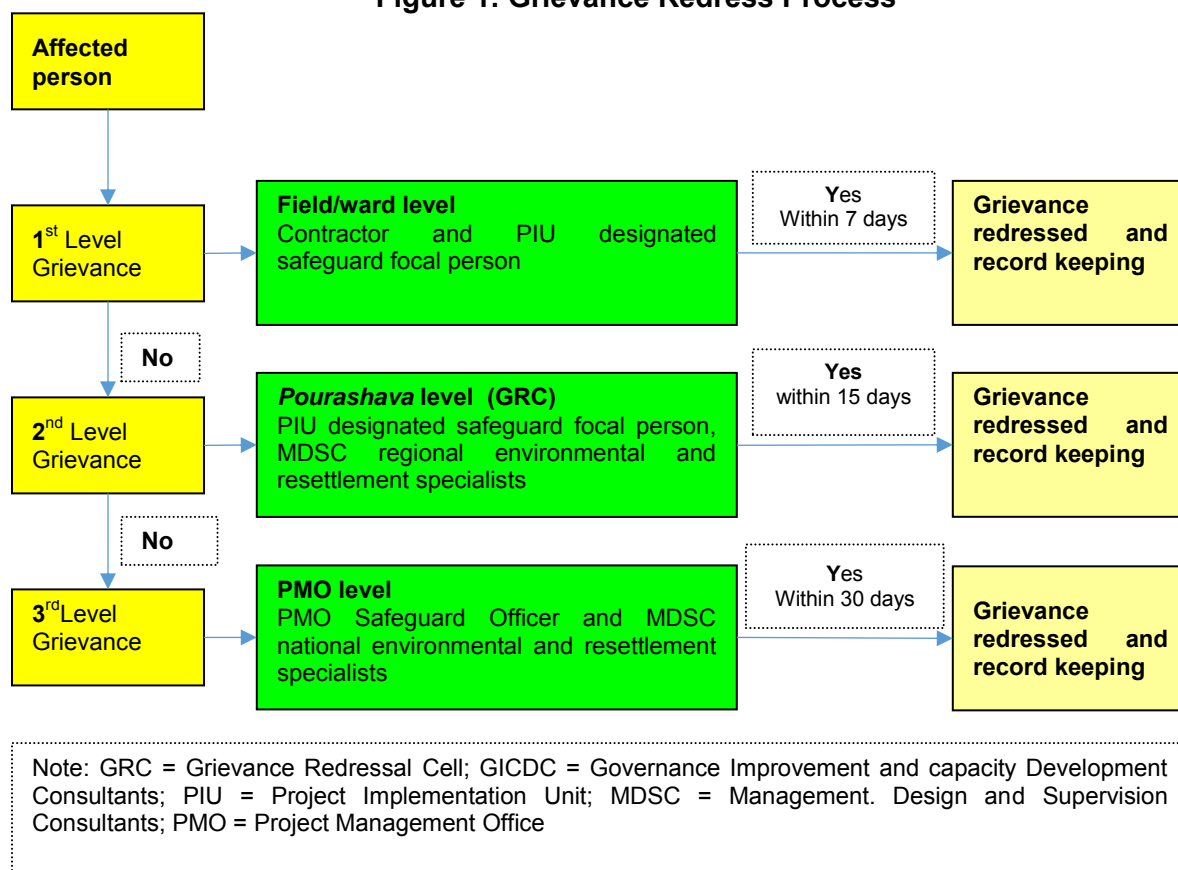 Figure 1: Grievance Redress Process
Affected
person
1st Level
Grievance
Field/ward level
Contractor and PIU designated
safeguard focal person
Yes
Within 7 days
Grievance
redressed and
record keeping
No
2nd Level
Grievance
Pourashava level (GRC)
PIU designated safeguard focal person,
MDSC regional environmental and
resettlement specialists
Yes
within 15 days
Grievance
redressed and
record keeping
No
3rdLevel
Grievance
PMO level
PMO Safeguard Officer and MDSC
national environmental and resettlement
specialists
Yes
Within 30 days
Grievance
redressed and
record keeping
Note: GRC = Grievance Redressal Cell; GICDC = Governance Improvement and capacity Development
Consultants; PIU = Project Implementation Unit; MDSC = Management. Design and Supervision
Consultants; PMO = Project Management Office